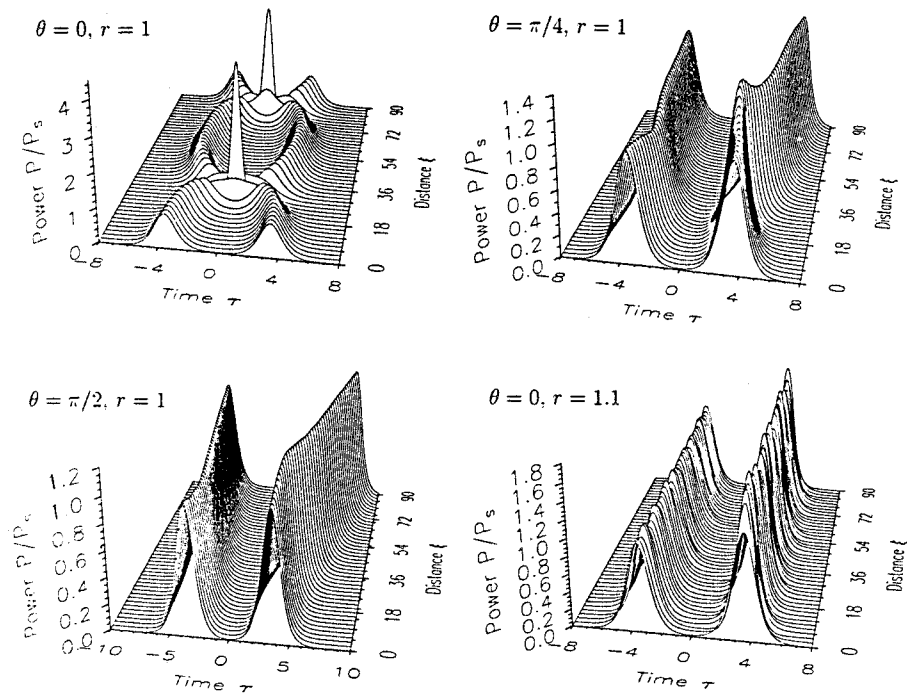 θ = 0, r = 1
Power P/Pₛ
4
3
2
1
0
−8 −4 0 4 8
Time τ
0 18 36 54 72 90
Distance ξ
θ = π/4, r = 1
Power P/Pₛ
1.4
1.2
1.0
0.8
0.6
0.4
0.2
0.0
−8 −4 0 4 8
Time τ
0 18 36 54 72 90
Distance ξ
θ = π/2, r = 1
Power P/Pₛ
1.2
1.0
0.8
0.6
0.4
0.2
0.0
−10 −5 0 5 10
Time τ
0 18 36 54 72 90
Distance ξ
θ = 0, r = 1.1
Power P/Pₛ
1.8
1.6
1.4
1.2
1.0
0.8
0.6
0.4
0.2
0.0
−8 −4 0 4 8
Time τ
0 18 36 54 72 90
Distance ξ